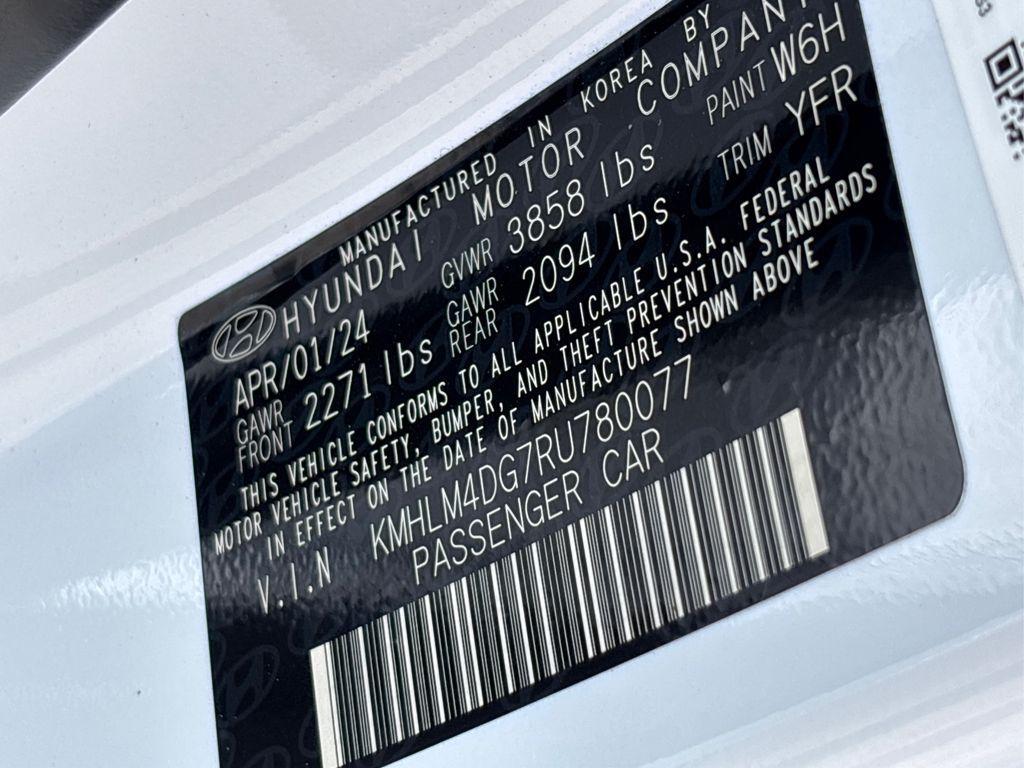 MANUFACTURED IN KOREA BY
HYUNDAI MOTOR COMPANY
APR/01/24 GVWR 3858 lbs PAINT W6H
GAWR FRONT 2271 lbs GAWR REAR 2094 lbs TRIM YFR
THIS VEHICLE CONFORMS TO ALL APPLICABLE U.S.A. FEDERAL
MOTOR VEHICLE SAFETY, BUMPER, AND THEFT PREVENTION STANDARDS
IN EFFECT ON THE DATE OF MANUFACTURE SHOWN ABOVE
V.I.N KMHLM4DG7RU780077
PASSENGER CAR